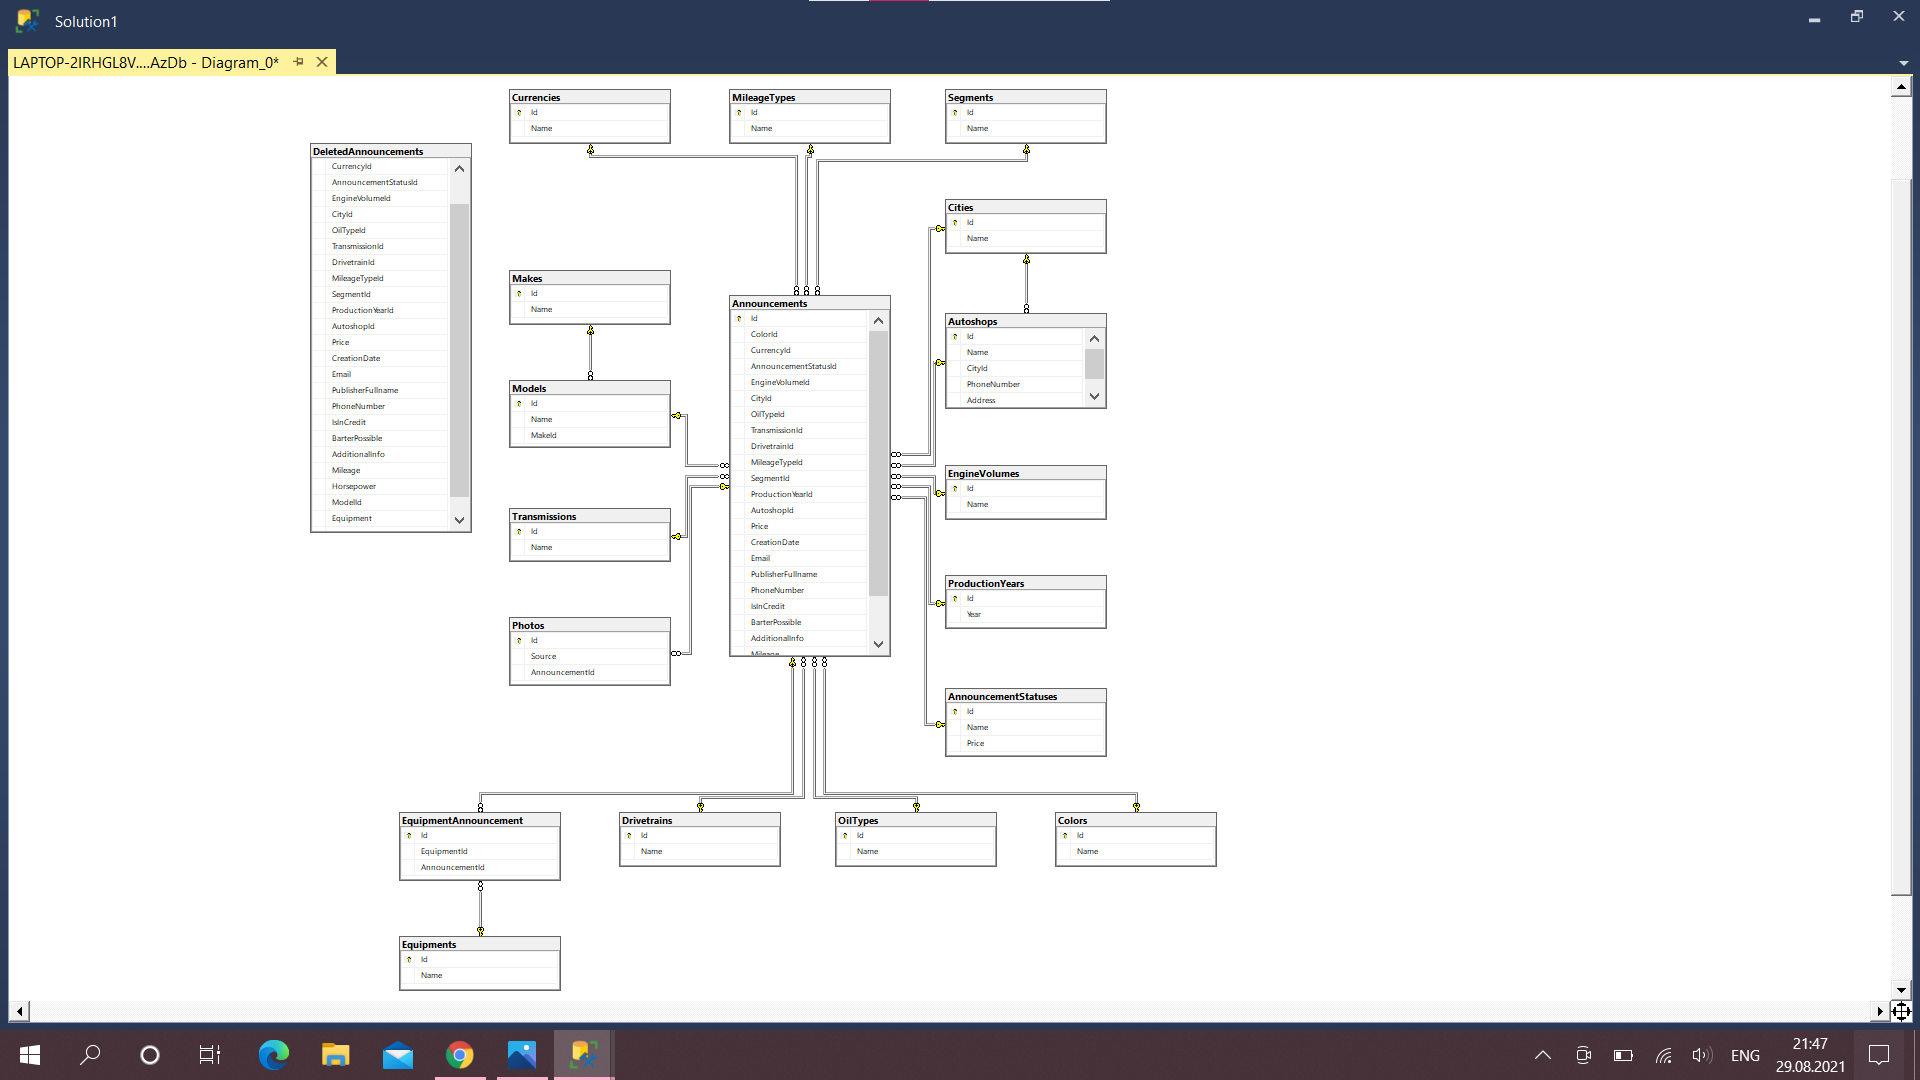 Solution1
LAPTOP-2IRHGL8V....AzDb - Diagram_0*
Currencies
Id
Name
MileageTypes
Id
Name
Segments
Id
Name
DeletedAnnouncements
CurrencyId
AnnouncementStatusId
EngineVolumeId
CityId
OilTypeId
TransmissionId
DrivetrainId
MileageTypeId
SegmentId
ProductionYearId
AutoshopId
Price
CreationDate
Email
PublisherFullname
PhoneNumber
IsInCredit
BarterPossible
AdditionalInfo
Mileage
Horsepower
ModelId
Equipment
Cities
Id
Name
Makes
Id
Name
Announcements
Id
ColorId
CurrencyId
AnnouncementStatusId
EngineVolumeId
CityId
OilTypeId
TransmissionId
DrivetrainId
MileageTypeId
SegmentId
ProductionYearId
AutoshopId
Price
CreationDate
Email
PublisherFullname
PhoneNumber
IsInCredit
BarterPossible
AdditionalInfo
Mileage
Autoshops
Id
Name
CityId
PhoneNumber
Address
Models
Id
Name
MakeId
EngineVolumes
Id
Name
Transmissions
Id
Name
ProductionYears
Id
Year
Photos
Id
Source
AnnouncementId
AnnouncementStatuses
Id
Name
Price
EquipmentAnnouncement
Id
EquipmentId
AnnouncementId
Drivetrains
Id
Name
OilTypes
Id
Name
Colors
Id
Name
Equipments
Id
Name
ENG
21:47
29.08.2021